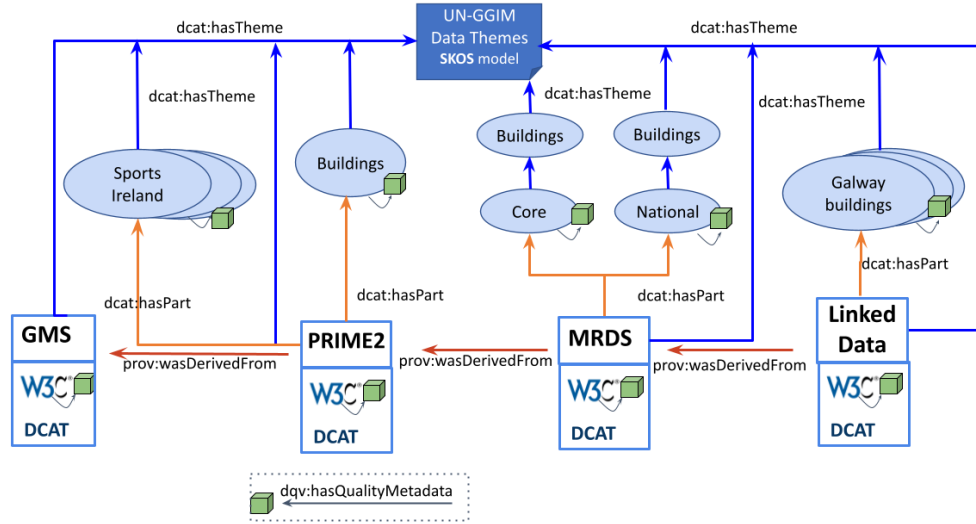 UN-GGIM
Data Themes
SKOS model
dcat:hasTheme
dcat:hasTheme
dcat:hasTheme
dcat:hasTheme
dcat:hasTheme
Sports
Ireland
Buildings
Buildings
Buildings
Core
National
Galway
buildings
dcat:hasPart
dcat:hasPart
dcat:hasPart
dcat:hasPart
GMS
PRIME2
MRDS
Linked
Data
prov:wasDerivedFrom
prov:wasDerivedFrom
prov:wasDerivedFrom
W3C®
DCAT
W3C®
DCAT
W3C®
DCAT
W3C®
DCAT
dqv:hasQualityMetadata